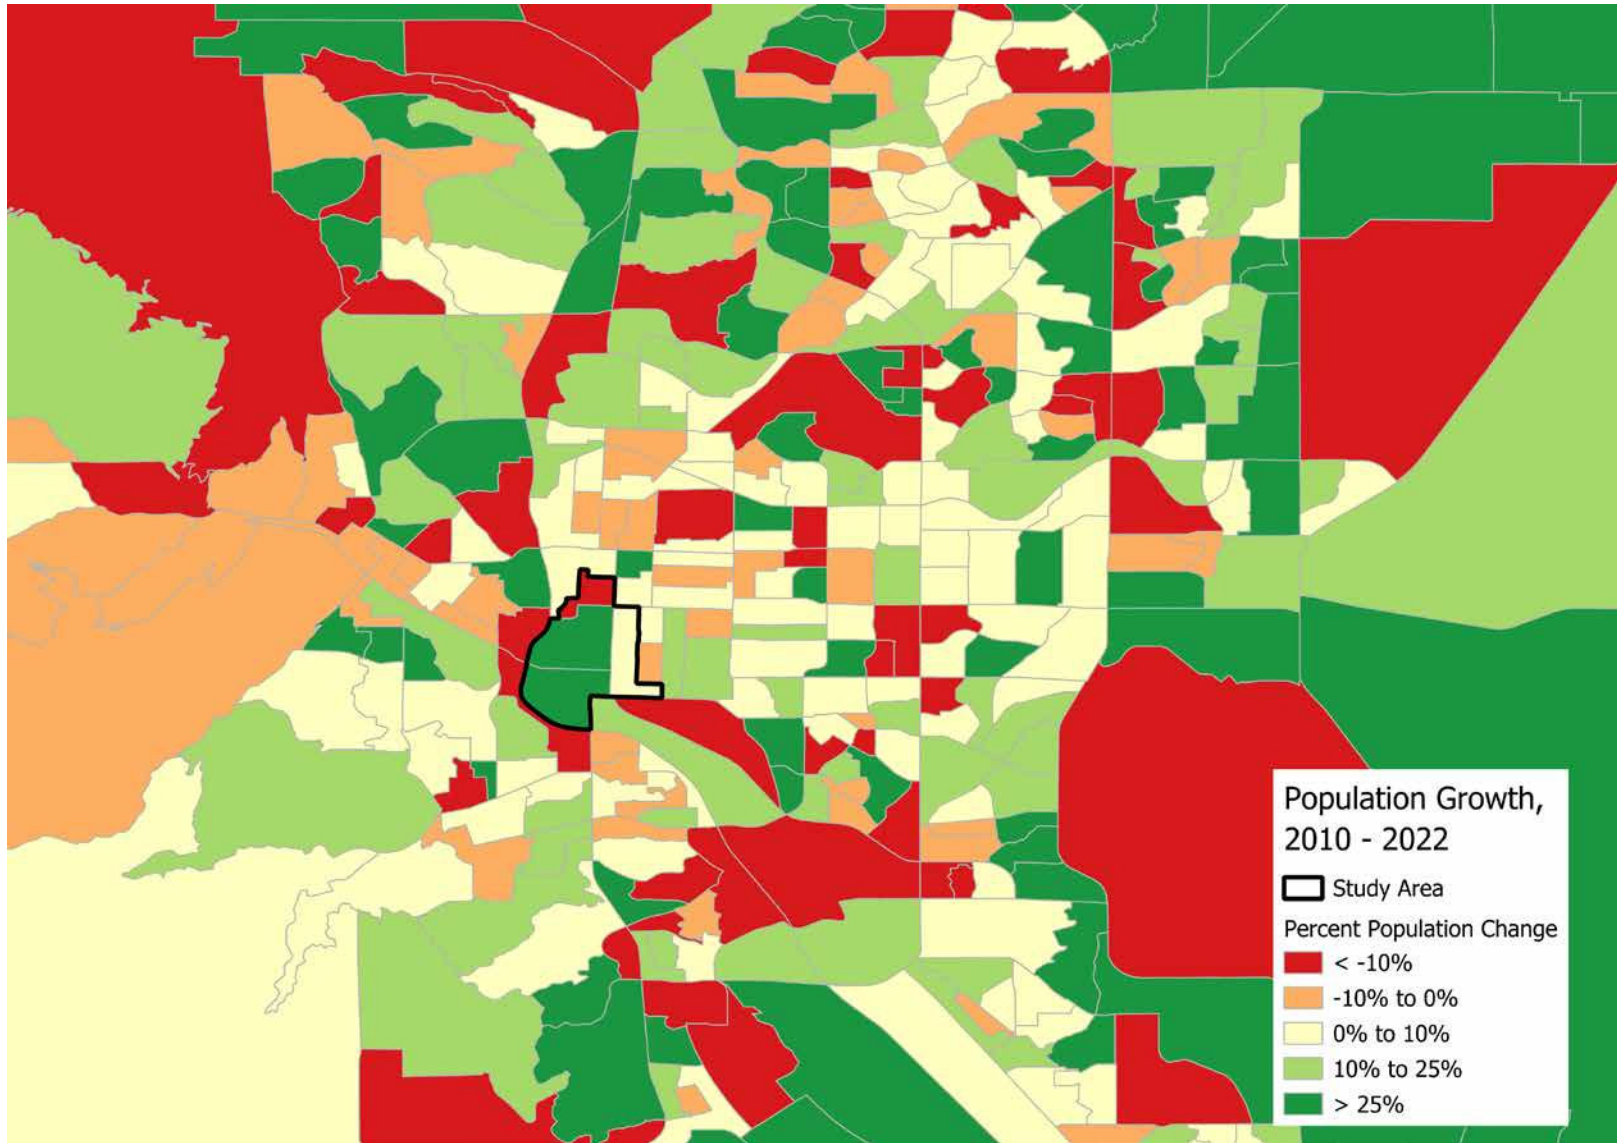 Population Growth,
2010 - 2022
Study Area
Percent Population Change
< -10%
-10% to 0%
0% to 10%
10% to 25%
> 25%